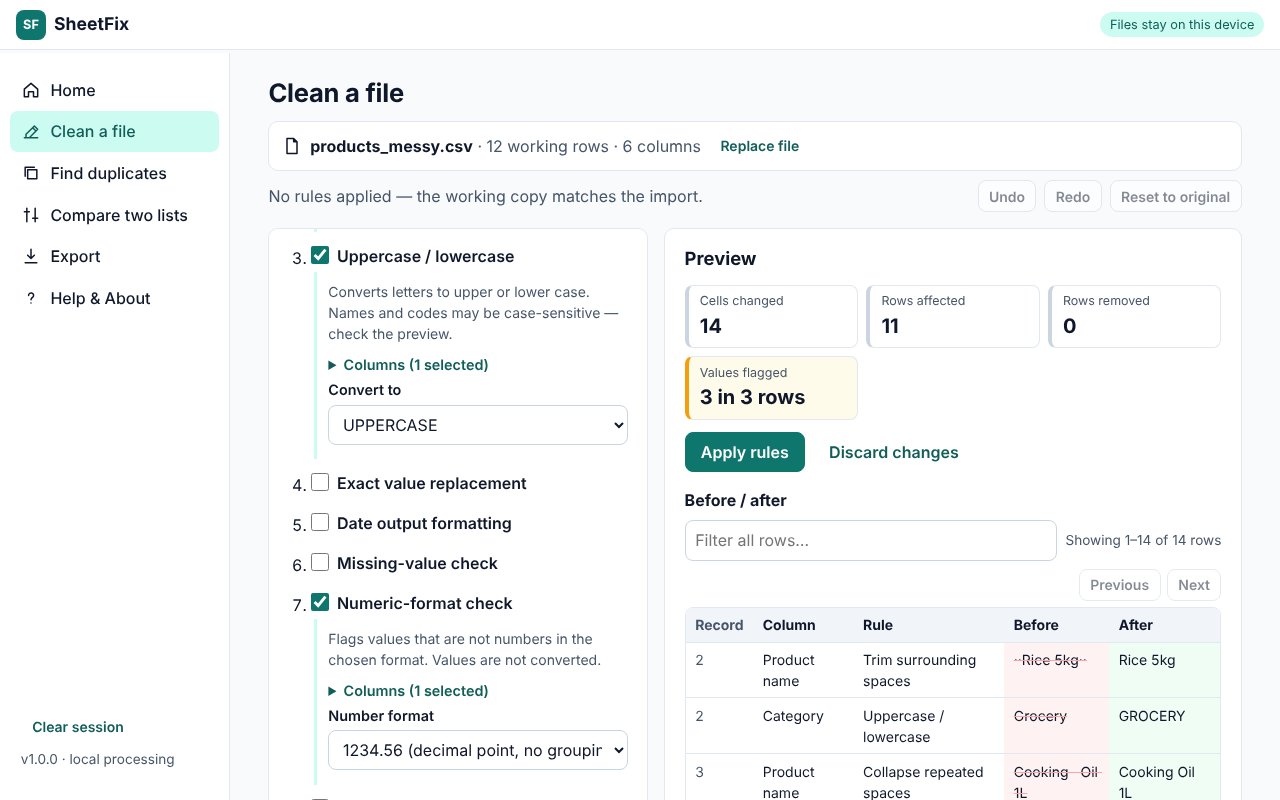 SF SheetFix
Files stay on this device
Home
Clean a file
Find duplicates
Compare two lists
Export
? Help & About
Clear session
v1.0.0 · local processing
Clean a file
products_messy.csv · 12 working rows · 6 columns Replace file
No rules applied — the working copy matches the import.
Undo Redo Reset to original
3. Uppercase / lowercase
Converts letters to upper or lower case.
Names and codes may be case-sensitive —
check the preview.
Columns (1 selected)
Convert to
UPPERCASE
4. Exact value replacement
5. Date output formatting
6. Missing-value check
7. Numeric-format check
Flags values that are not numbers in the
chosen format. Values are not converted.
Columns (1 selected)
Number format
1234.56 (decimal point, no groupin
Preview
Cells changed
14
Rows affected
11
Rows removed
0
Values flagged
3 in 3 rows
Apply rules Discard changes
Before / after
Filter all rows... Showing 1–14 of 14 rows
Previous Next
Record Column Rule Before After
2 Product name Trim surrounding spaces ··Rice 5kg·· Rice 5kg
2 Category Uppercase / lowercase Grocery GROCERY
3 Product name Collapse repeated spaces Cooking Oil 1L Cooking Oil 1L